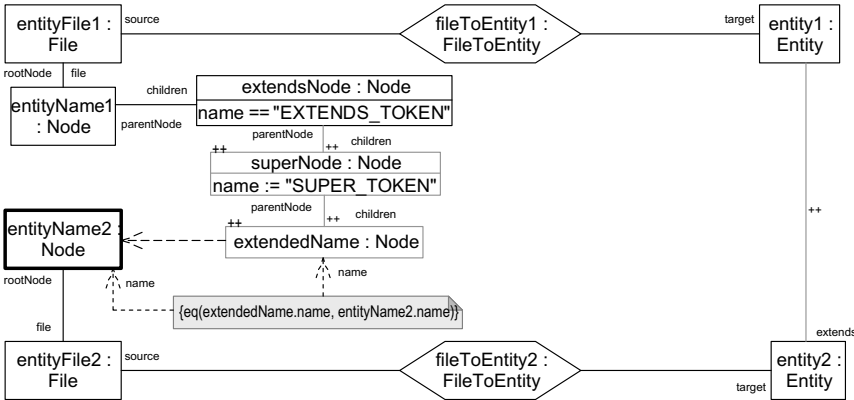 entityFile1 :
File
source
fileToEntity1 :
FileToEntity
target
entity1 :
Entity
rootNode
file
entityName1
: Node
children
parentNode
extendsNode : Node
name == "EXTENDS_TOKEN"
parentNode
children
++
++
superNode : Node
name := "SUPER_TOKEN"
parentNode
children
++
++
extendedName : Node
++
entityName2 :
Node
rootNode
name
name
{eq(extendedName.name, entityName2.name)}
file
extends
entityFile2 :
File
source
fileToEntity2 :
FileToEntity
target
entity2 :
Entity